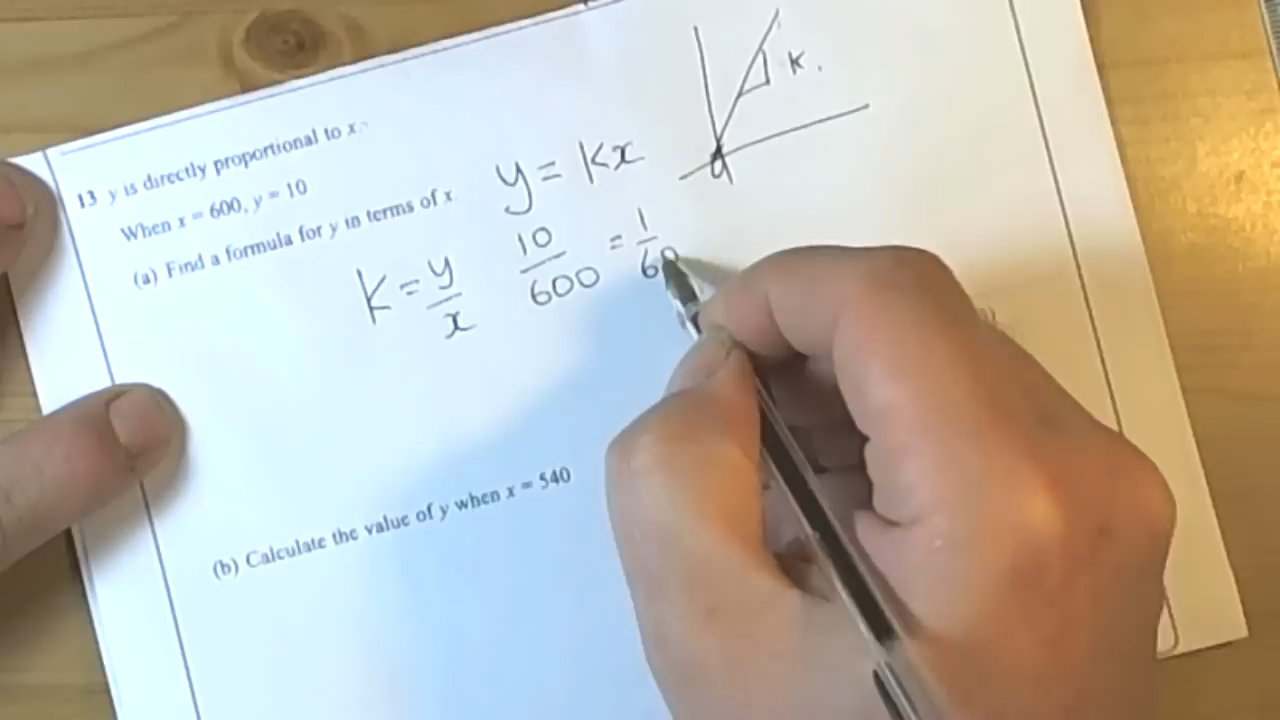 13 y is directly proportional to x.
When x = 600, y = 10
(a) Find a formula for y in terms of x
y = kx
k.
k = y/x 10/600 = 1/60
(b) Calculate the value of y when x = 540